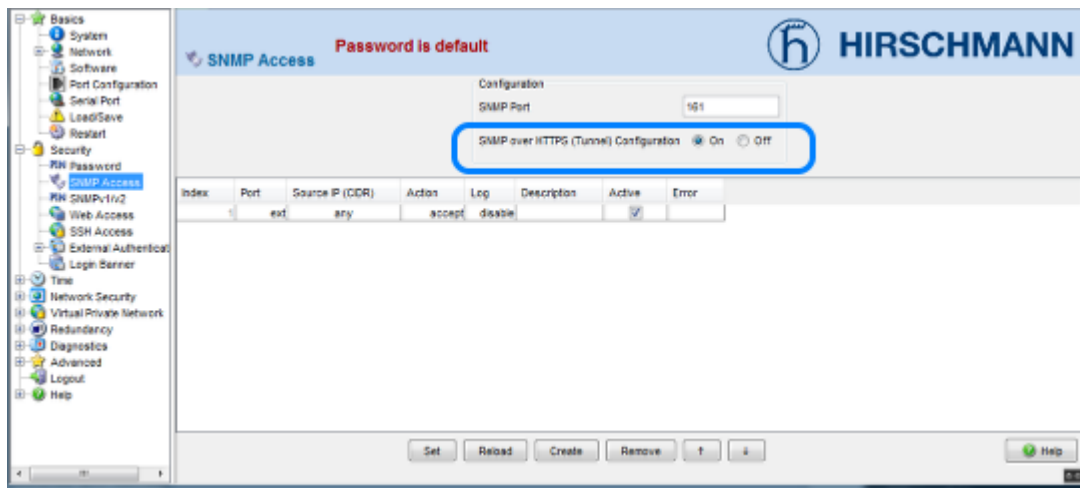 Basics
System
Network
Software
Port Configuration
Serial Port
Load/Save
Restart
Security
Password
SNMP Access
SNMPv1/v2
Web Access
SSH Access
External Authenticat
Login Banner
Time
Network Security
Virtual Private Network
Redundancy
Diagnostics
Advanced
Logout
Help
SNMP Access
Password is default
HIRSCHMANN
Configuration
SNMP Port 161
SNMP over HTTPS (Tunnel) Configuration On Off
Index Port Source IP (CIDR) Action Log Description Active Error
1 ext any accept disable
Set Reload Create Remove Help